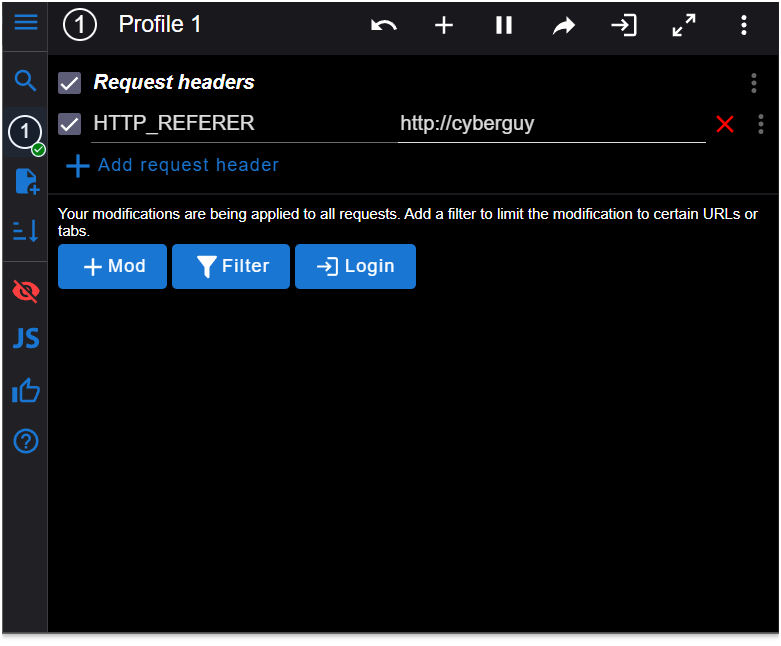 1 Profile 1
Request headers
1
HTTP_REFERER http://cyberguy
Add request header
Your modifications are being applied to all requests. Add a filter to limit the modification to certain URLs or
tabs.
Mod Filter Login
JS
?